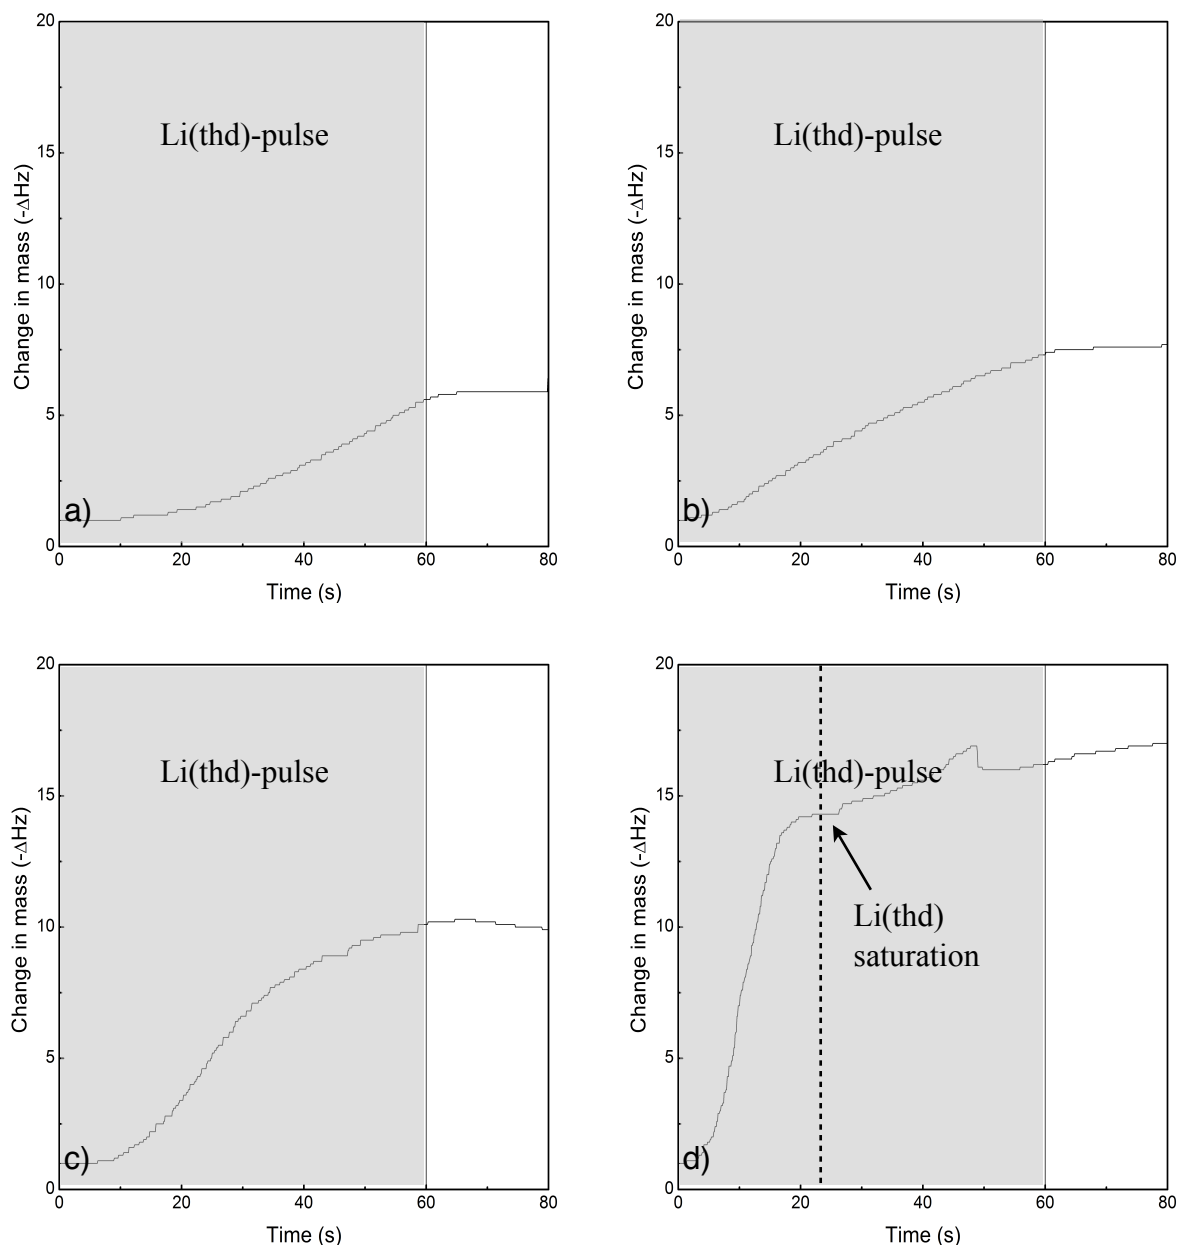 20
15
10
5
0
Change in mass (-ΔHz)
Li(thd)-pulse
a)
0 20 40 60 80
Time (s)
20
15
10
5
0
Change in mass (-ΔHz)
Li(thd)-pulse
b)
0 20 40 60 80
Time (s)
20
15
10
5
0
Change in mass (-ΔHz)
Li(thd)-pulse
c)
0 20 40 60 80
Time (s)
20
15
10
5
0
Change in mass (-ΔHz)
Li(thd)-pulse
Li(thd)
saturation
d)
0 20 40 60 80
Time (s)